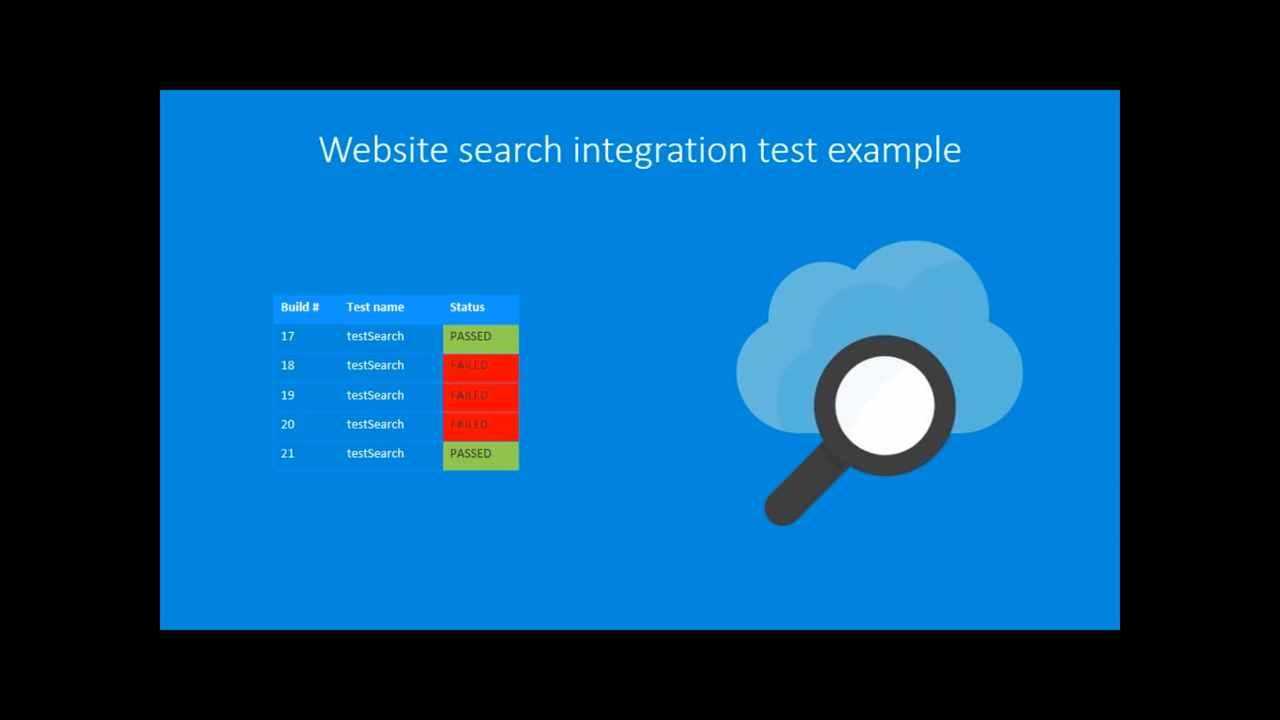 Website search integration test example
Build # Test name Status
17 testSearch PASSED
18 testSearch FAILED
19 testSearch FAILED
20 testSearch FAILED
21 testSearch PASSED